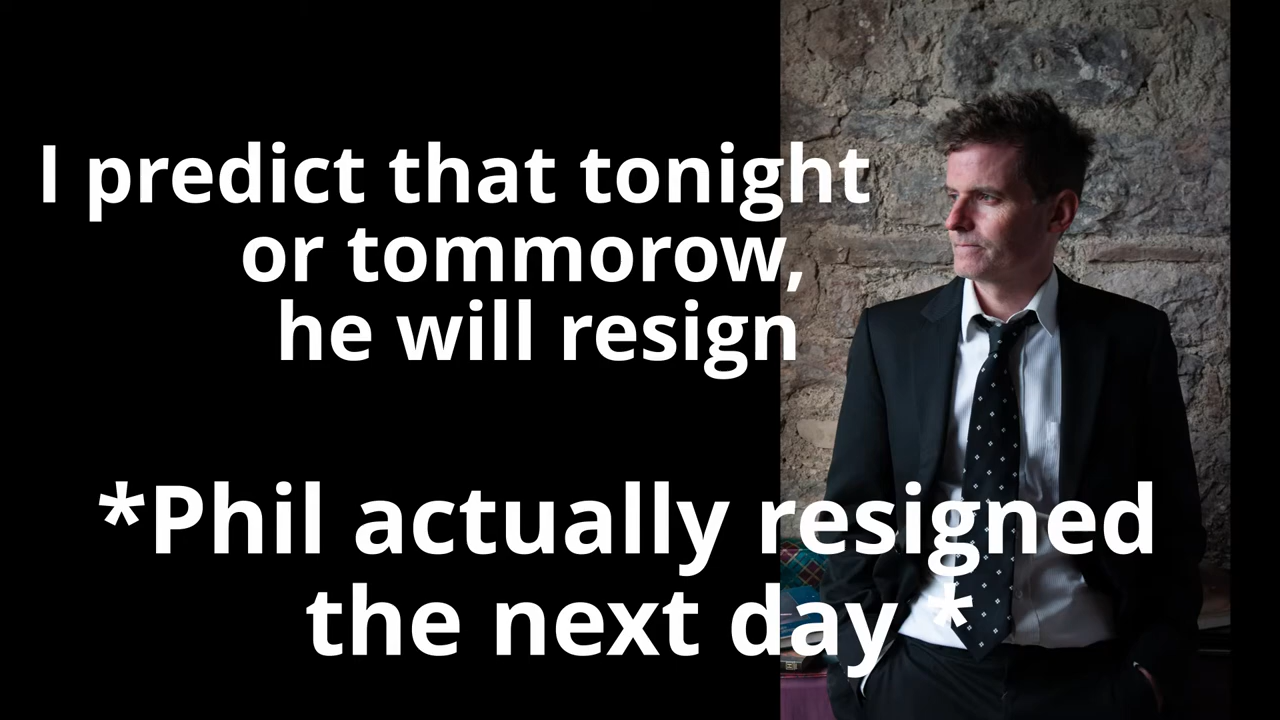 I predict that tonight
or tommorow,
he will resign
*Phil actually resigned
the next day *